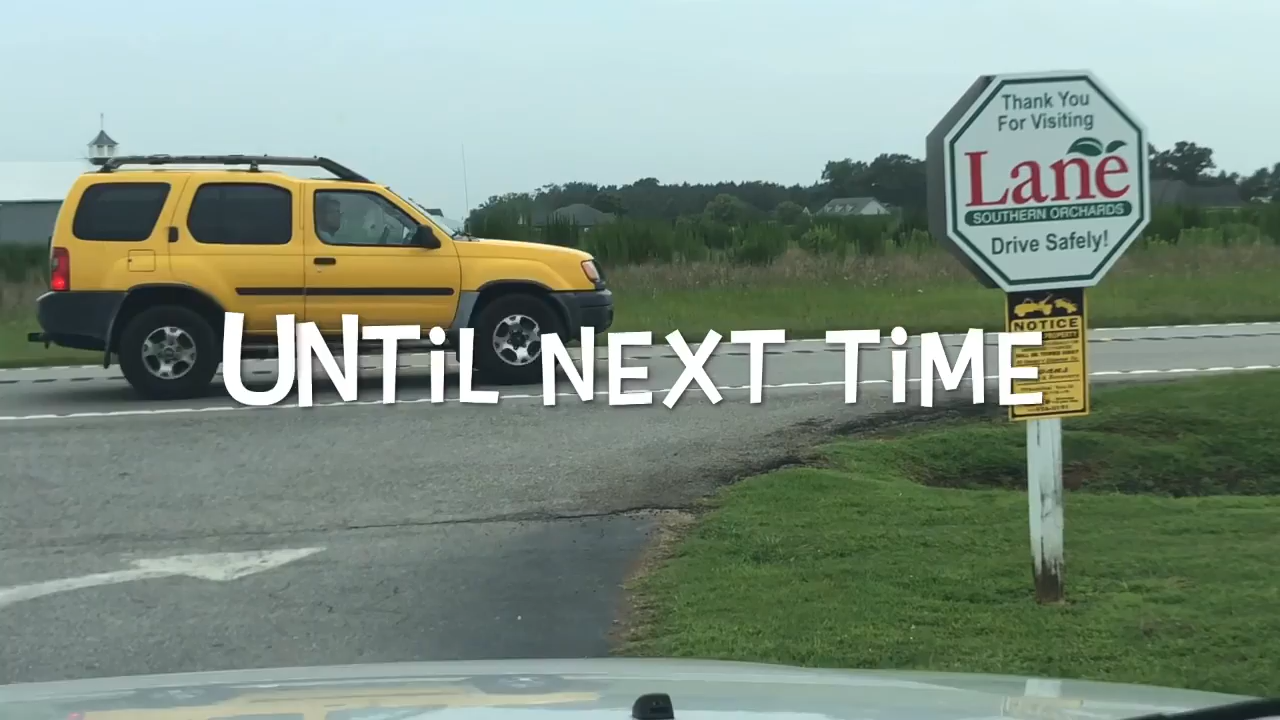 Thank You
For Visiting
Lane
SOUTHERN ORCHARDS
Drive Safely!
NOTICE
UNTiL NEXT TiME